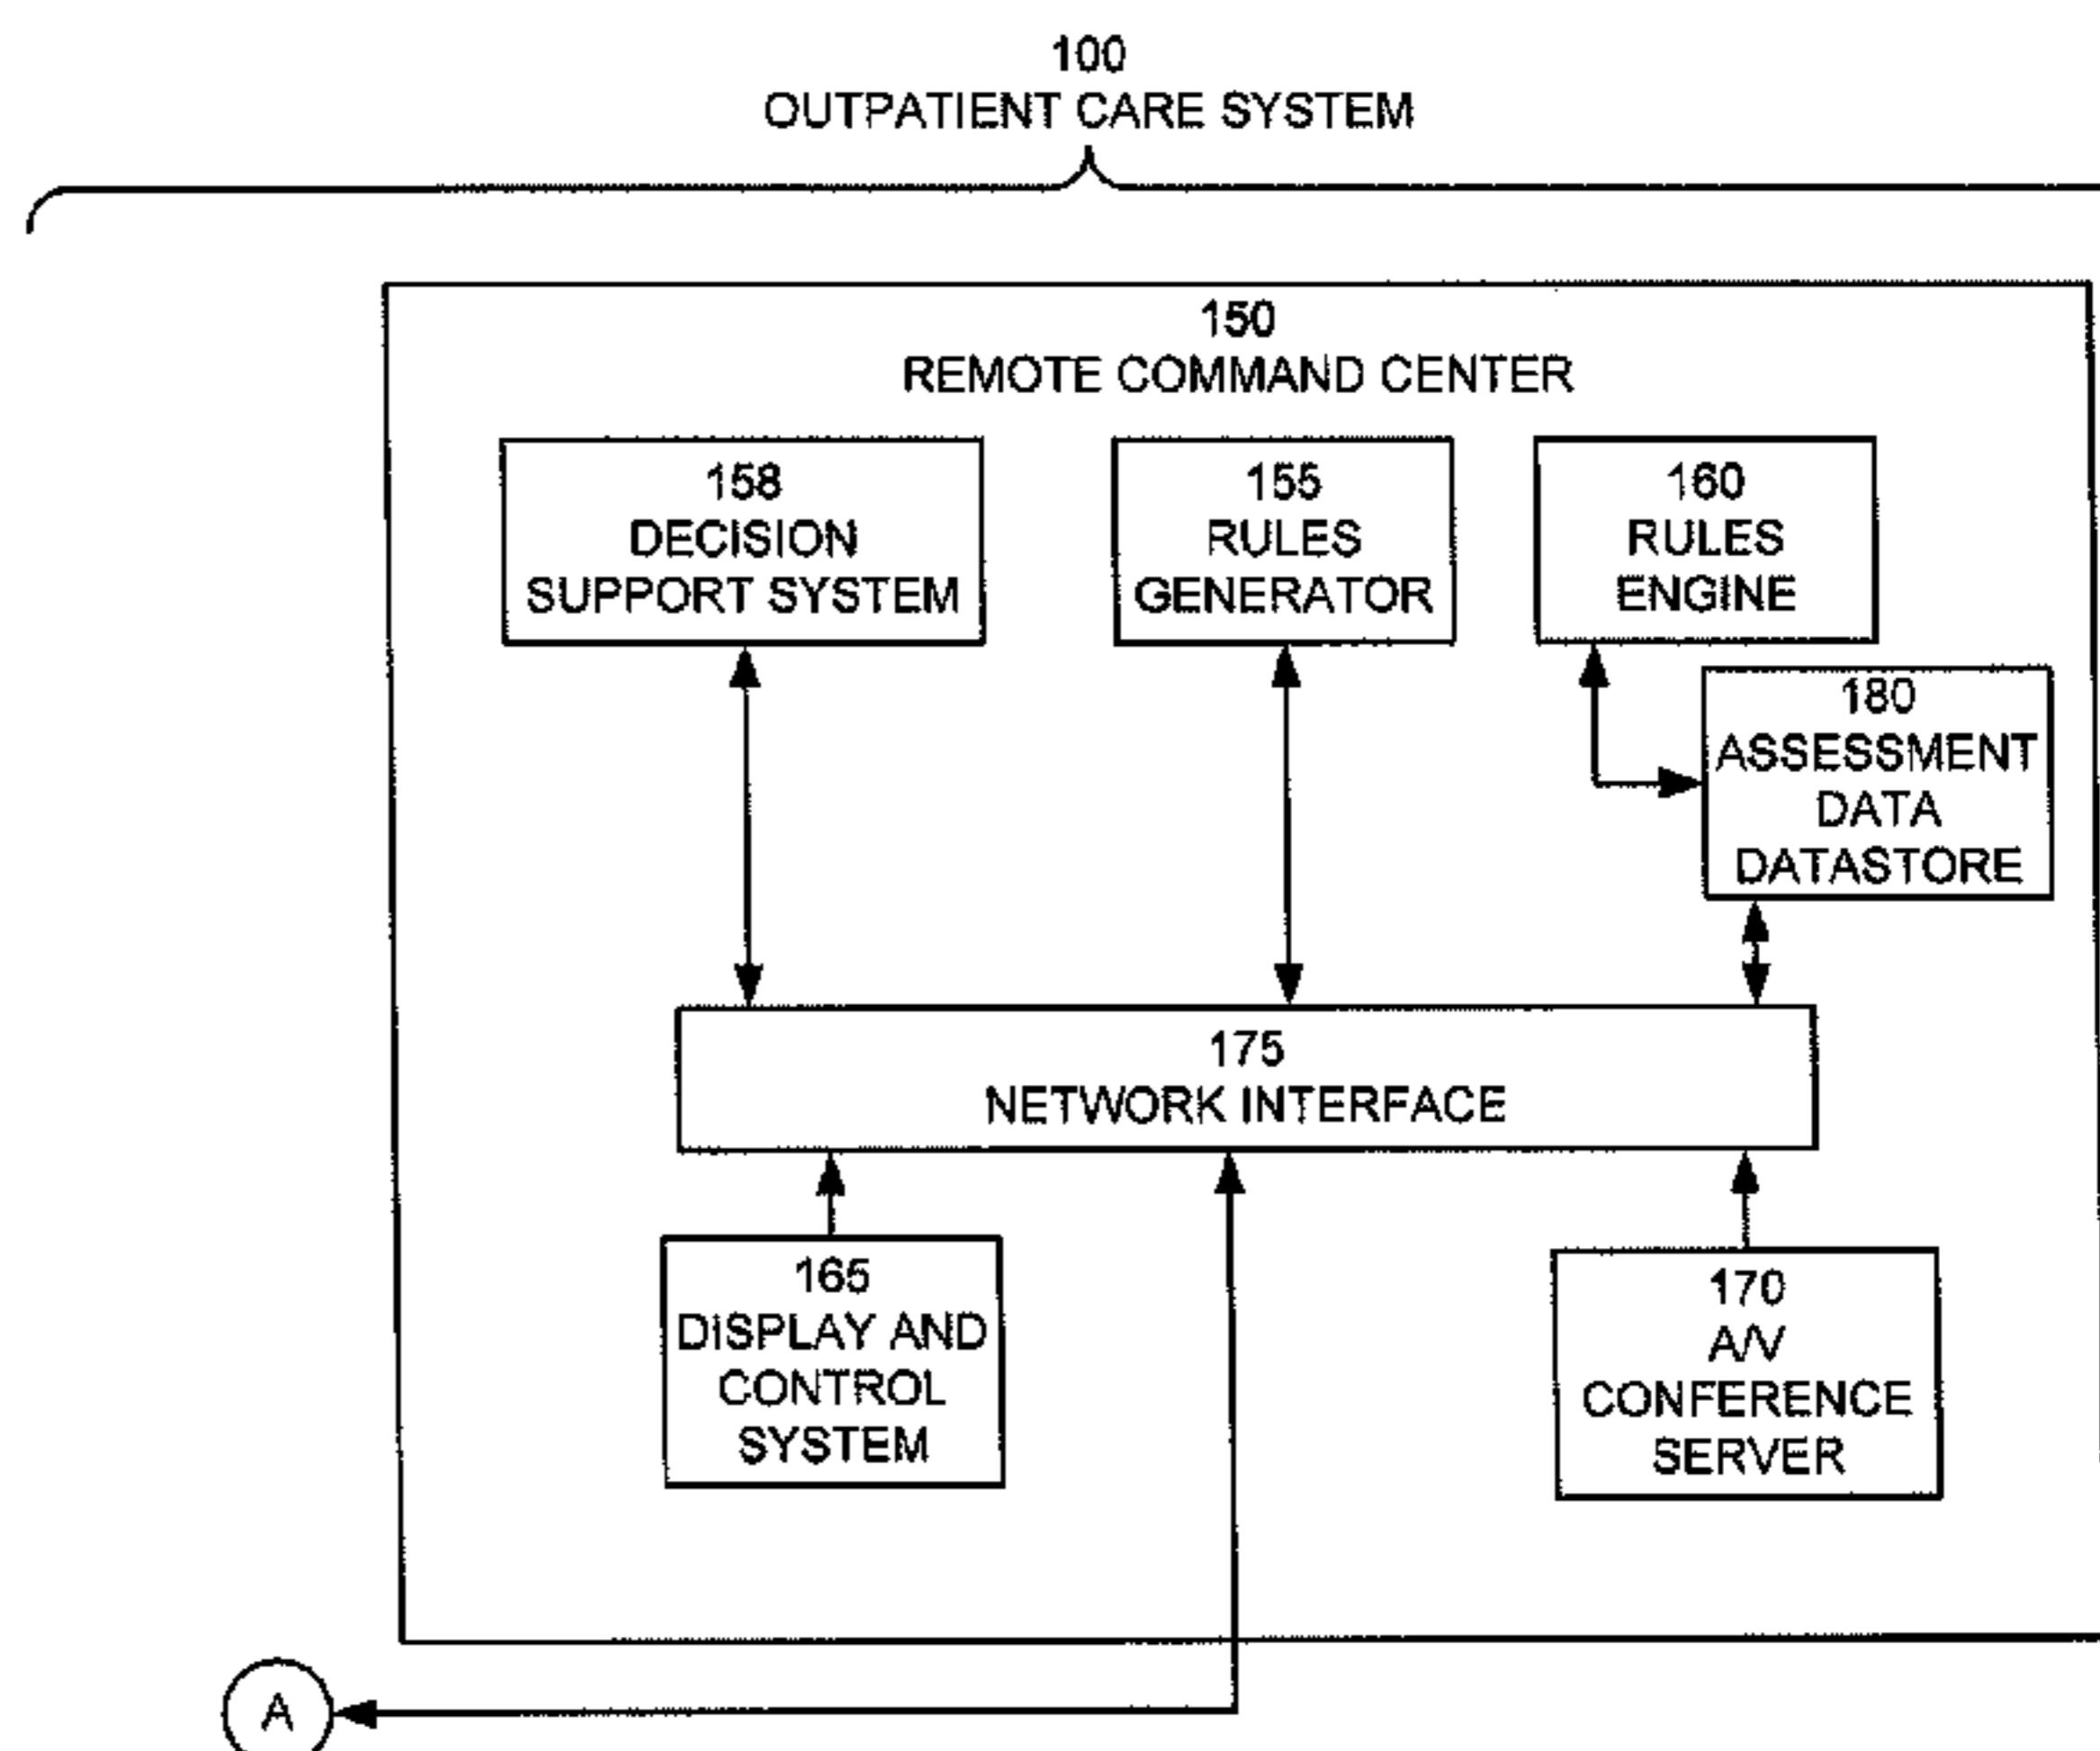 100
OUTPATIENT CARE SYSTEM
150
REMOTE COMMAND CENTER
158
DECISION
SUPPORT SYSTEM
155
RULES
GENERATOR
160
RULES
ENGINE
180
ASSESSMENT
DATA
DATASTORE
175
NETWORK INTERFACE
165
DISPLAY AND
CONTROL
SYSTEM
170
A/V
CONFERENCE
SERVER
A